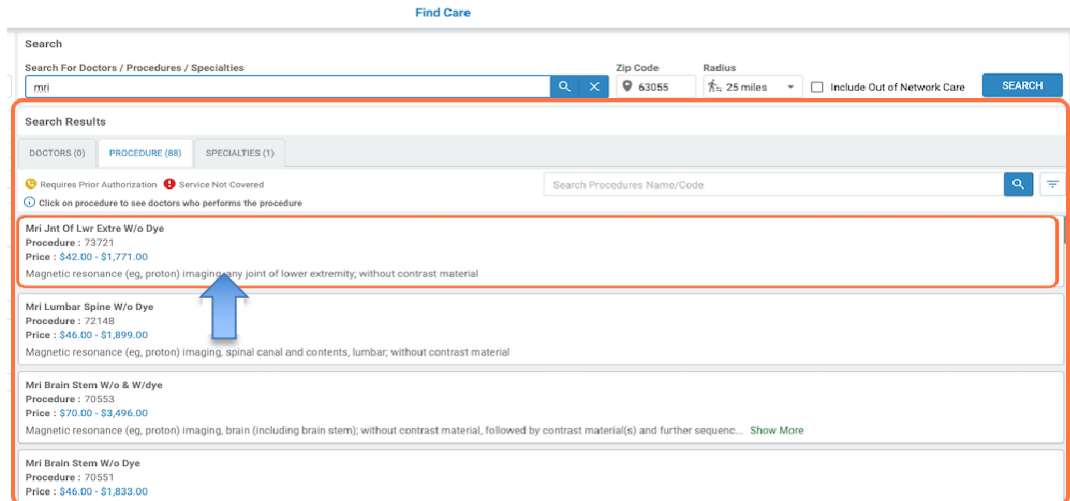 Find Care
Search
Search For Doctors / Procedures / Specialties
Zip Code
Radius
mri
63055
25 miles
Include Out of Network Care
SEARCH
Search Results
DOCTORS (0)
PROCEDURE (88)
SPECIALTIES (1)
Requires Prior Authorization
Service Not Covered
Search Procedures Name/Code
Click on procedure to see doctors who performs the procedure
Mri Jnt Of Lwr Extre W/o Dye
Procedure : 73721
Price : $42.00 - $1,771.00
Magnetic resonance (eg, proton) imaging, any joint of lower extremity; without contrast material
Mri Lumbar Spine W/o Dye
Procedure : 72148
Price : $46.00 - $1,899.00
Magnetic resonance (eg, proton) imaging, spinal canal and contents, lumbar; without contrast material
Mri Brain Stem W/o & W/dye
Procedure : 70553
Price : $70.00 - $3,496.00
Magnetic resonance (eg, proton) imaging, brain (including brain stem); without contrast material, followed by contrast material(s) and further sequenc... Show More
Mri Brain Stem W/o Dye
Procedure : 70551
Price : $46.00 - $1,833.00